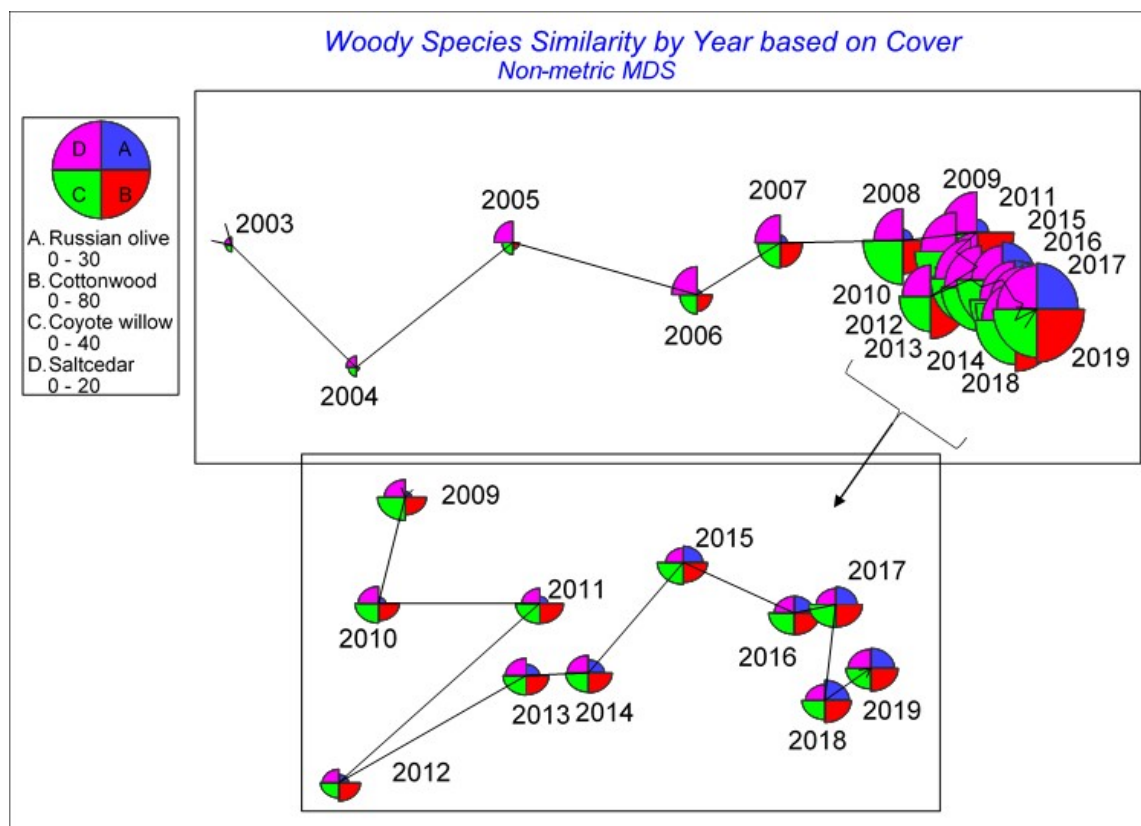 Woody Species Similarity by Year based on Cover
Non-metric MDS
D A
C B
A. Russian olive
0 - 30
B. Cottonwood
0 - 80
C. Coyote willow
0 - 40
D. Saltcedar
0 - 20
2003
2004
2005
2006
2007
2008
2009
2011
2015
2016
2017
2010
2012
2013
2014
2018
2019
2009
2010
2011
2012
2013
2014
2015
2016
2017
2018
2019